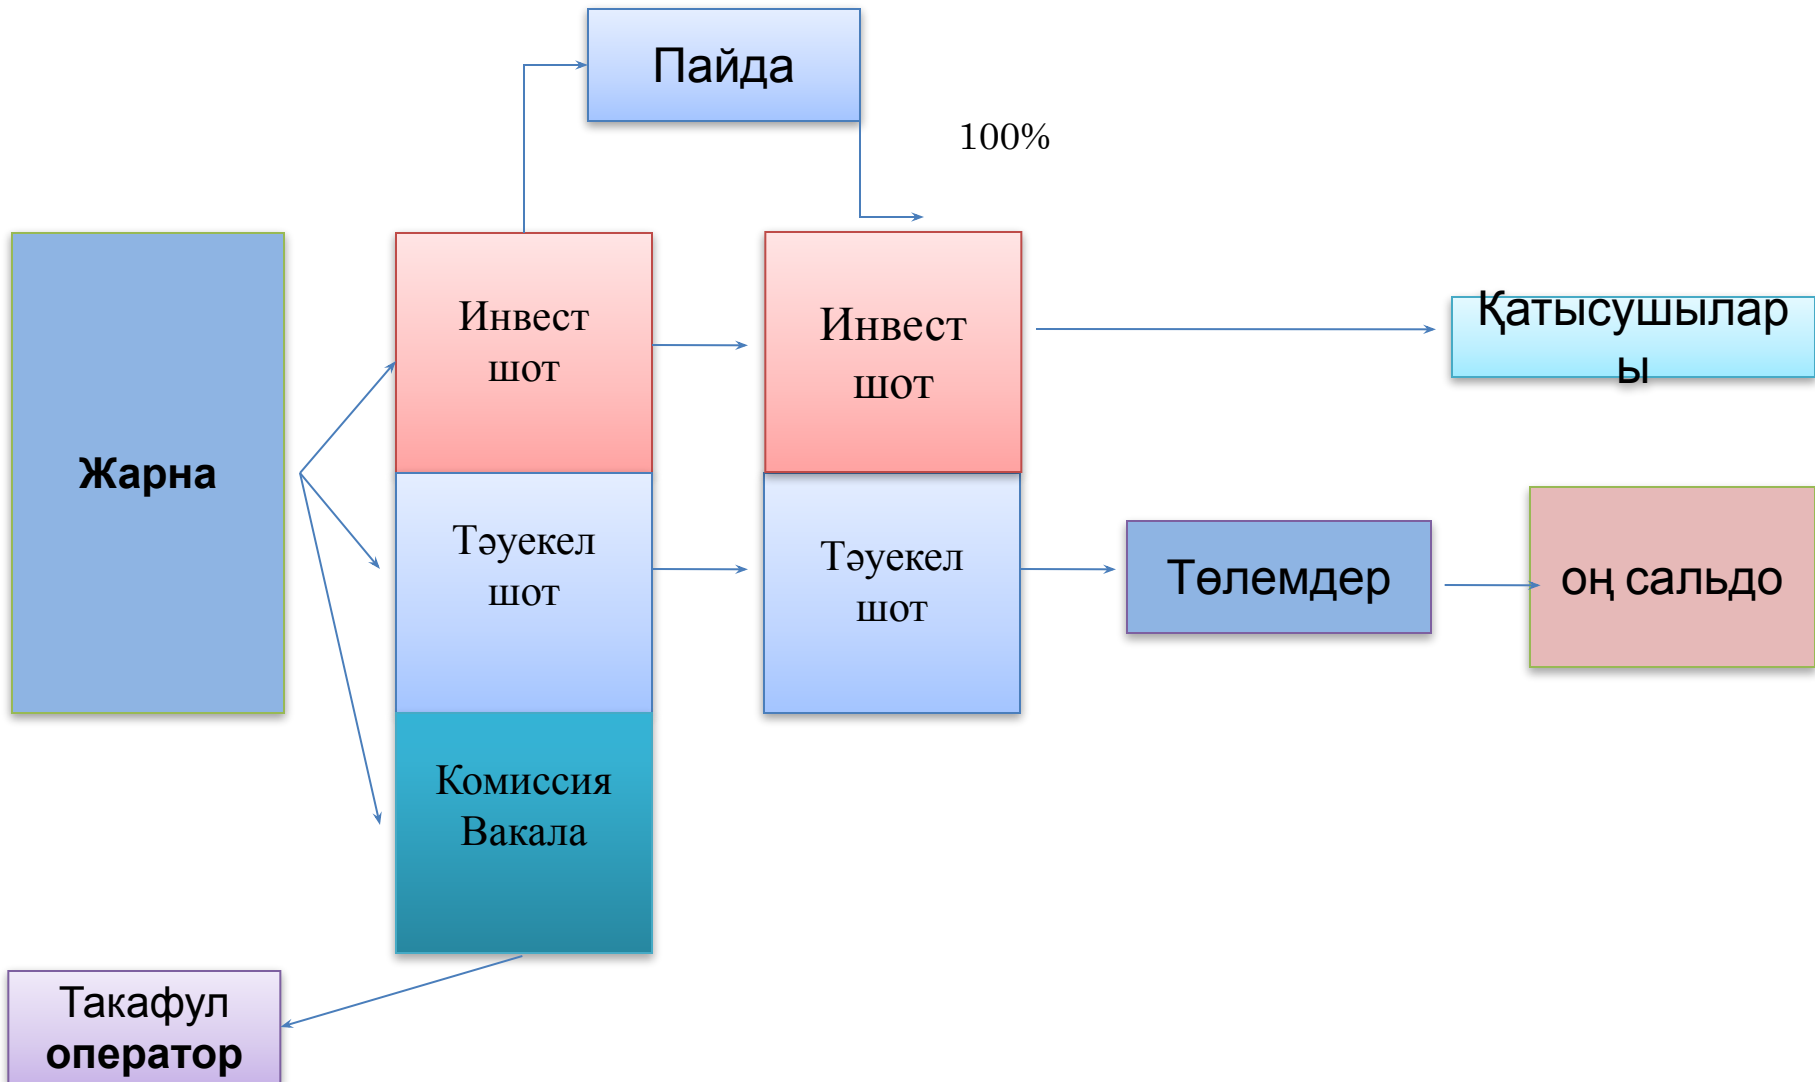 Пайда
100%
Жарна
Инвест
шот
Инвест
шот
Қатысушылар
ы
Тәуекел
шот
Тәуекел
шот
Төлемдер
оң сальдо
Комиссия
Вакала
Такафул
оператор